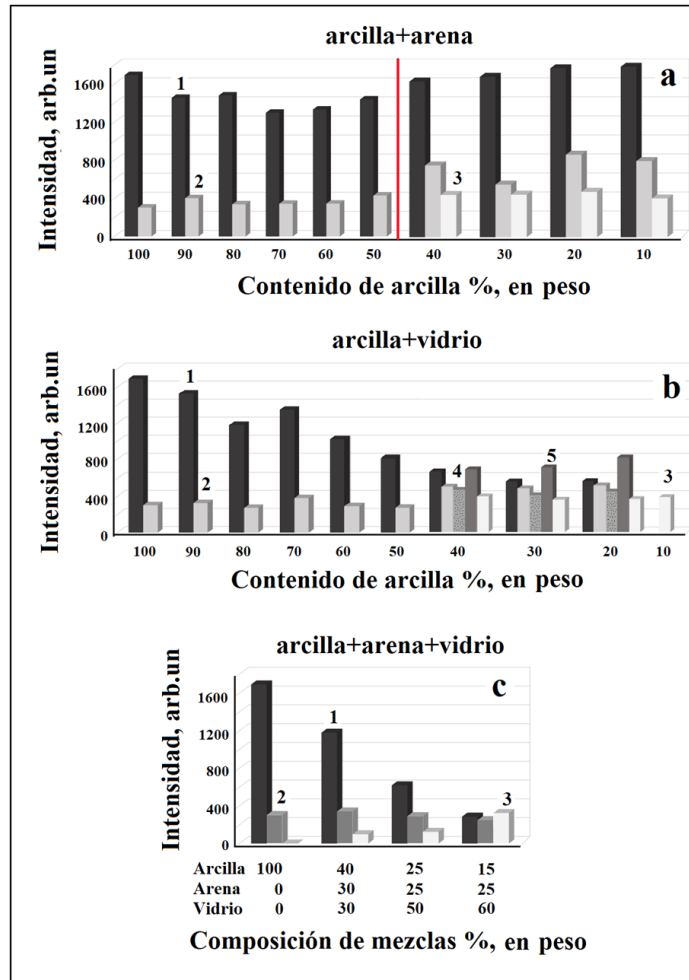 arcilla+arena
a
Intensidad, arb.un
1600
1200
800
400
0
1
2
3
100 90 80 70 60 50 40 30 20 10
Contenido de arcilla %, en peso
arcilla+vidrio
b
Intensidad, arb.un
1600
1200
800
400
0
1
2
4
5
3
100 90 80 70 60 50 40 30 20 10
Contenido de arcilla %, en peso
arcilla+arena+vidrio
c
Intensidad, arb.un
1600
1200
800
400
0
1
2
3
Arcilla 100 40 25 15
Arena 0 30 25 25
Vidrio 0 30 50 60
Composición de mezclas %, en peso